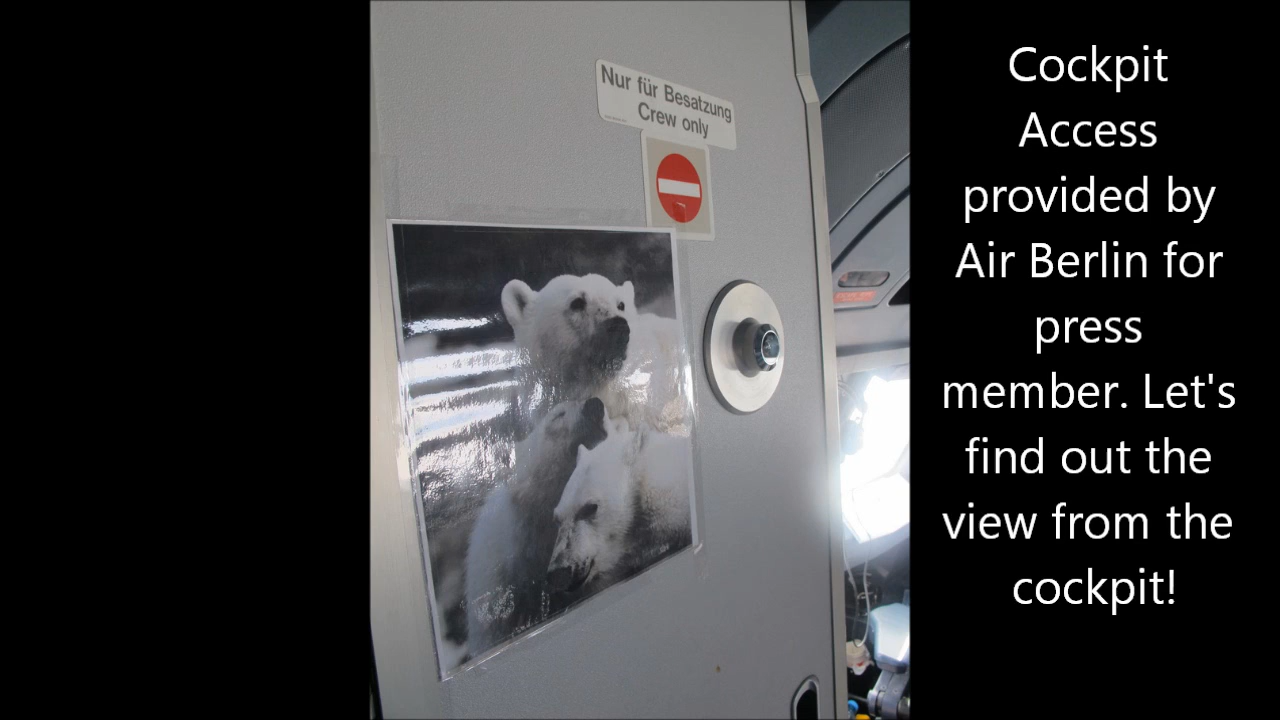 Nur für Besatzung
Crew only
Cockpit
Access
provided by
Air Berlin for
press
member. Let's
find out the
view from the
cockpit!